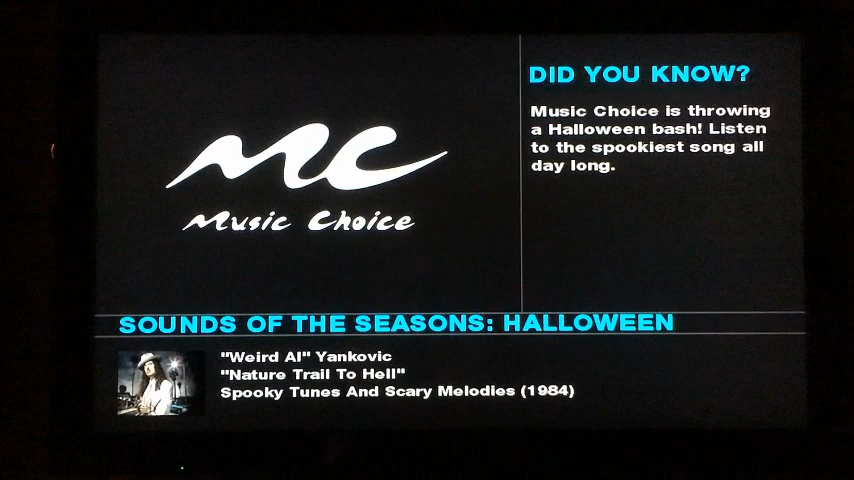 MC
Music Choice
DID YOU KNOW?
Music Choice is throwing
a Halloween bash! Listen
to the spookiest song all
day long.
SOUNDS OF THE SEASONS: HALLOWEEN
"Weird Al" Yankovic
"Nature Trail To Hell"
Spooky Tunes And Scary Melodies (1984)